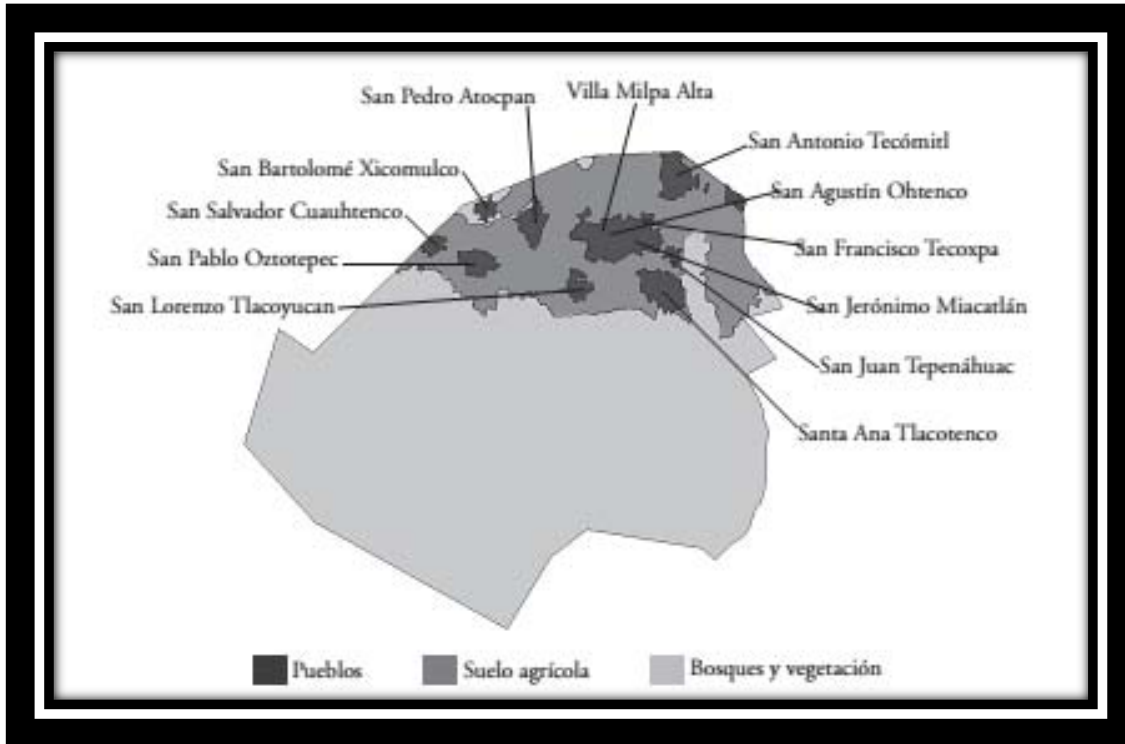 San Pedro Atocpan
Villa Milpa Alta
San Antonio Tecómitl
San Bartolomé Xicomulco
San Agustín Ohtenco
San Salvador Cuauhtenco
San Francisco Tecoxpa
San Pablo Oztotepec
San Lorenzo Tlacoyucan
San Jerónimo Miacatlán
San Juan Tepenáhuac
Santa Ana Tlacotenco
Pueblos
Suelo agrícola
Bosques y vegetación